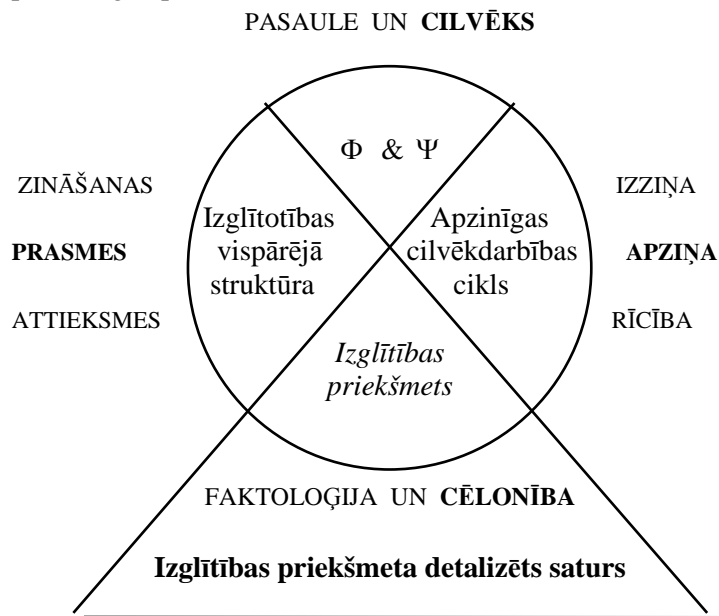 PASAULE UN CILVĒKS
Φ & Ψ
ZINĀŠANAS
PRASMES
ATTIEKSMES
Izglītotības
vispārējā
struktūra
Apzinīgas
cilvēkdarbības
cikls
IZZIŅA
APZIŅA
RĪCĪBA
Izglītības
priekšmets
FAKTOLOĢIJA UN CĒLONĪBA
Izglītības priekšmeta detalizēts saturs